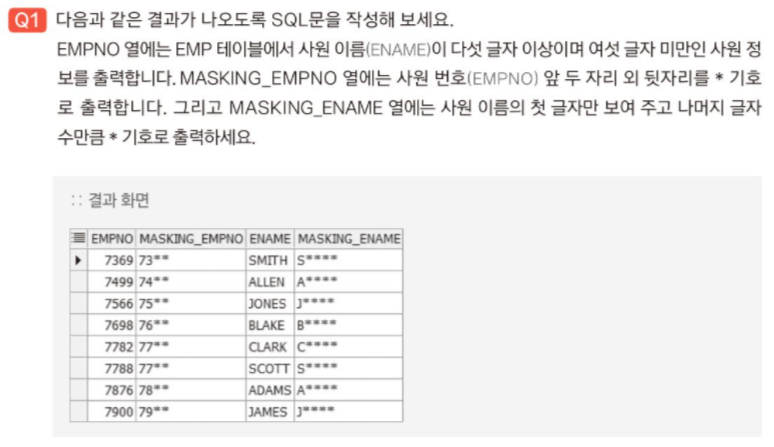 Q1 다음과 같은 결과가 나오도록 SQL문을 작성해 보세요.
EMPNO 열에는 EMP 테이블에서 사원 이름(ENAME)이 다섯 글자 이상이며 여섯 글자 미만인 사원 정
보를 출력합니다. MASKING_EMPNO 열에는 사원 번호(EMPNO) 앞 두 자리 외 뒷자리를 * 기호
로 출력합니다. 그리고 MASKING_ENAME 열에는 사원 이름의 첫 글자만 보여 주고 나머지 글자
수만큼 * 기호로 출력하세요.
:: 결과 화면
EMPNO MASKING_EMPNO ENAME MASKING_ENAME
7369 73** SMITH S****
7499 74** ALLEN A****
7566 75** JONES J****
7698 76** BLAKE B****
7782 77** CLARK C****
7788 77** SCOTT S****
7876 78** ADAMS A****
7900 79** JAMES J****